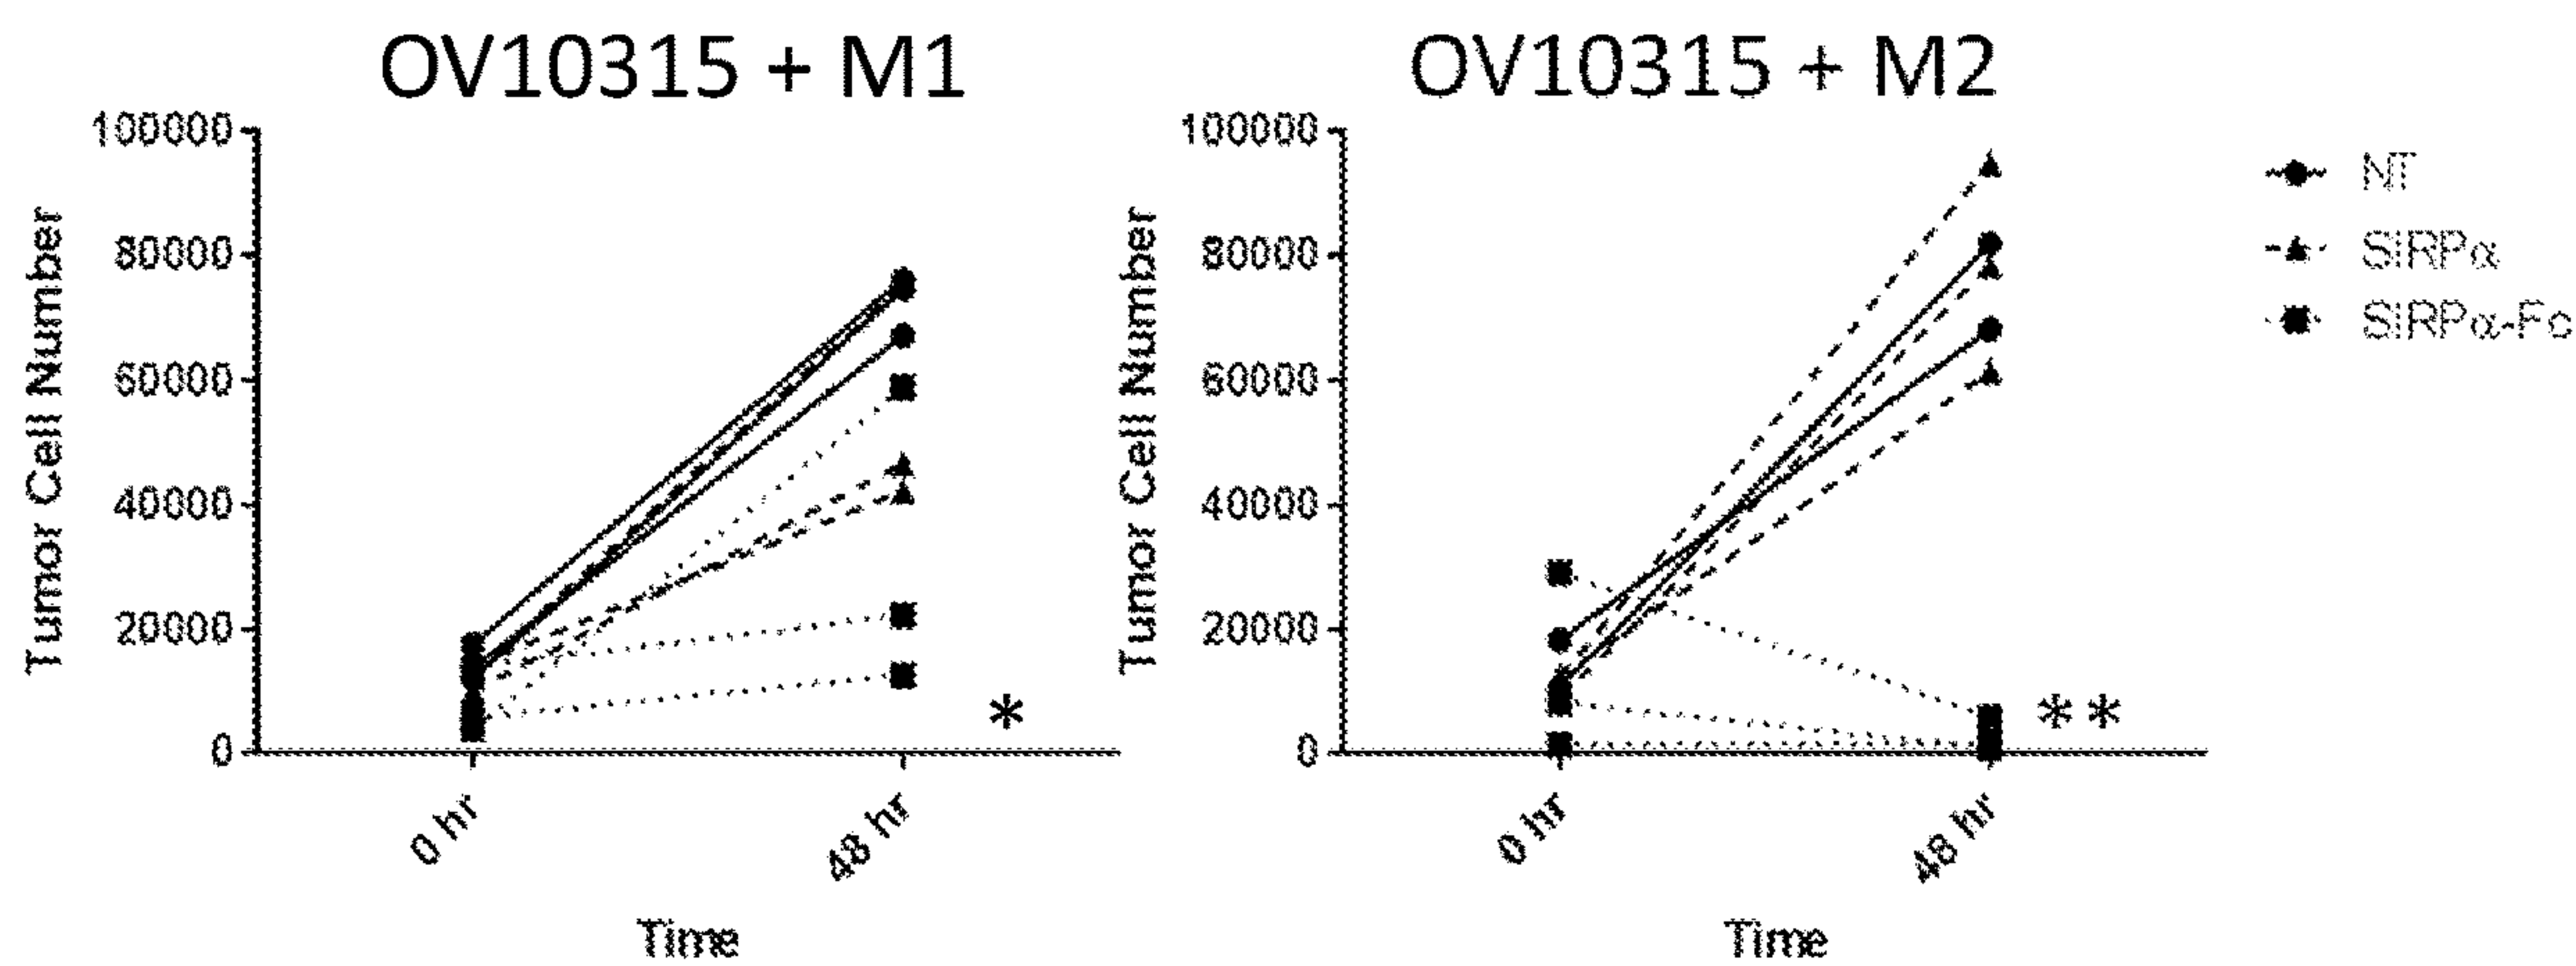 OV10315 + M1
100000
80000
60000
40000
20000
0
Tumor Cell Number
0 hr
48 hr
*
Time
OV10315 + M2
100000
80000
60000
40000
20000
0
Tumor Cell Number
0 hr
48 hr
**
Time
NT
SIRPα
SIRPα-Fc